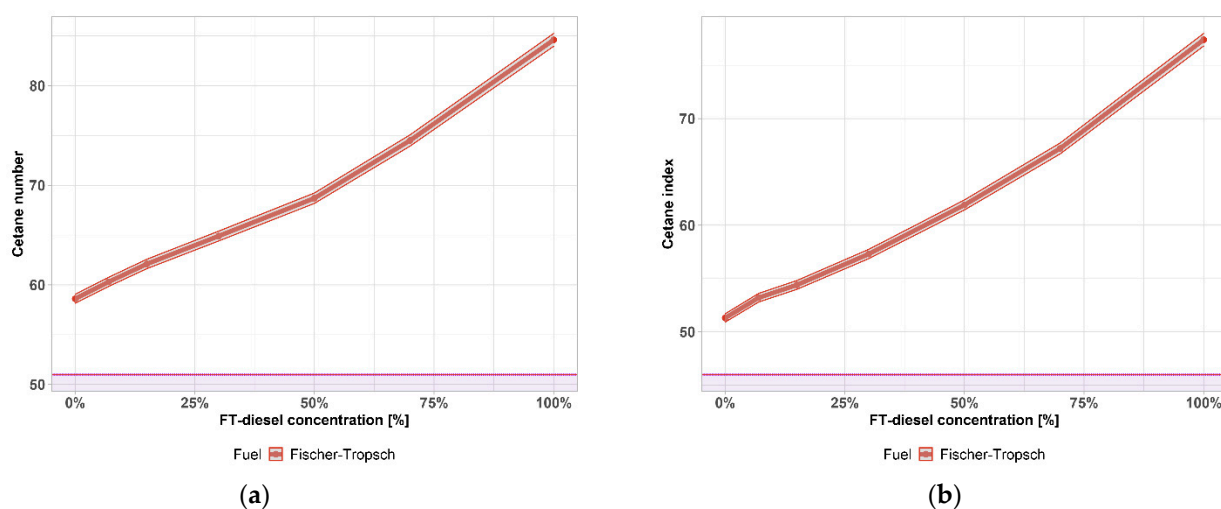 Cetane number
80
70
60
50
0%
25%
50%
75%
100%
FT-diesel concentration [%]
Fuel Fischer-Tropsch
(a)
Cetane index
70
60
50
0%
25%
50%
75%
100%
FT-diesel concentration [%]
Fuel Fischer-Tropsch
(b)